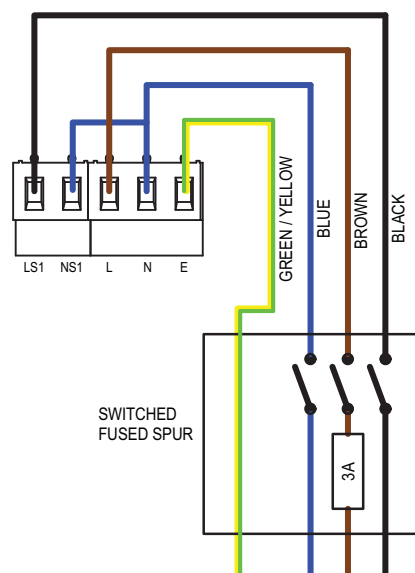 LS1 NS1 L N E
GREEN / YELLOW
BLUE
BROWN
BLACK
SWITCHED
FUSED SPUR
3A